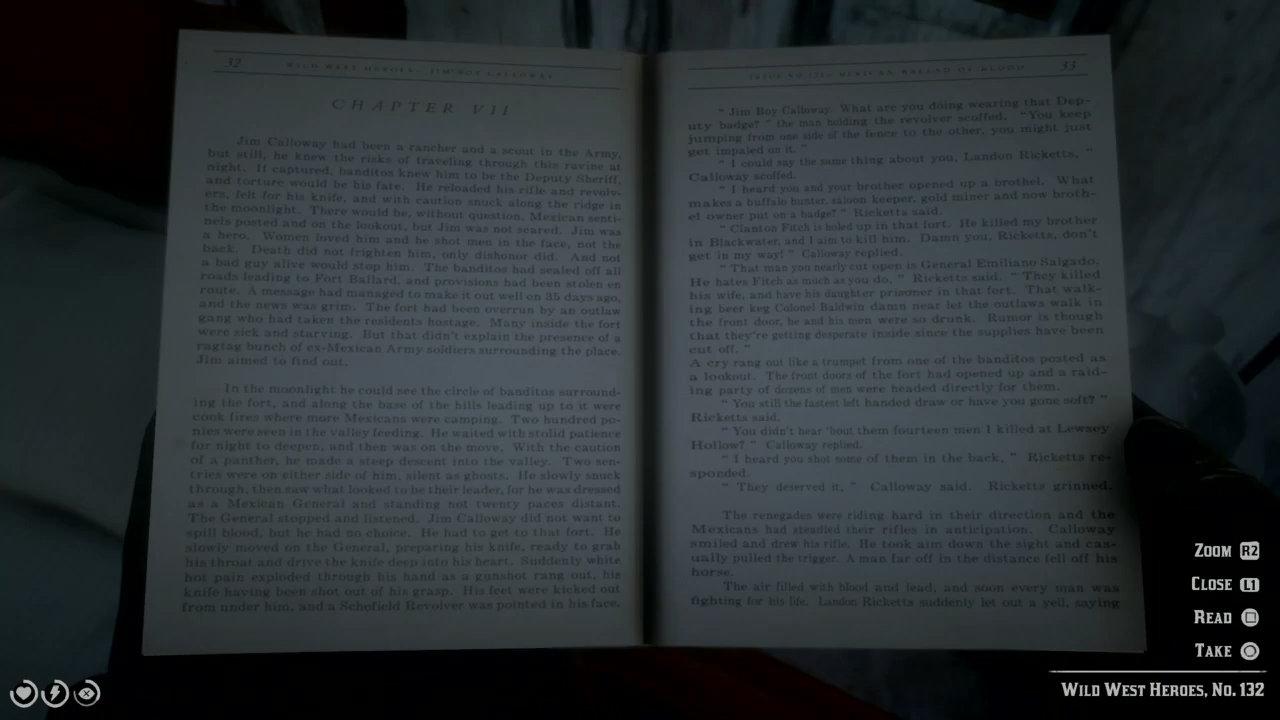 32 WILD WEST HEROES- JIM BOY CALLOWAY
CHAPTER VII
Jim Calloway had been a rancher and a scout in the Army,
but still, he knew the risks of traveling through this ravine at
night. If captured, banditos knew him to be the Deputy Sheriff,
and torture would be his fate. He reloaded his rifle and revolv-
ers, felt for his knife, and with caution snuck along the ridge in
the moonlight. There would be, without question, Mexican senti-
nels posted and on the lookout, but Jim was not scared. Jim was
a hero. Women loved him and he shot men in the face, not the
back. Death did not frighten him, only dishonor did. And not
a bad guy alive would stop him. The banditos had sealed off all
roads leading to Fort Ballard, and provisions had been stolen en
route. A message had managed to make it out well on 35 days ago,
and the news was grim. The fort had been overrun by an outlaw
gang who had taken the residents hostage. Many inside the fort
were sick and starving. But that didn't explain the presence of a
ragtag bunch of ex-Mexican Army soldiers surrounding the place.
Jim aimed to find out.
In the moonlight he could see the circle of banditos surround-
ing the fort, and along the base of the hills leading up to it were
cook fires where more Mexicans were camping. Two hundred po-
nies were seen in the valley feeding. He waited with stolid patience
for night to deepen, and then was on the move. With the caution
of a panther, he made a steep descent into the valley. Two sen-
tries were on either side of him, silent as ghosts. He slowly snuck
through, then saw what looked to be their leader, for he was dressed
as a Mexican General and standing not twenty paces distant.
The General stopped and listened. Jim Calloway did not want to
spill blood, but he had no choice. He had to get to that fort. He
slowly moved on the General, preparing his knife, ready to grab
his throat and drive the knife deep into his heart. Suddenly white
hot pain exploded through his hand as a gunshot rang out, his
knife having been shot out of his grasp. His feet were kicked out
from under him, and a Schofield Revolver was pointed in his face.
ISSUE NO.132- MEXICAN BALLAD OF BLOOD 33
" Jim Boy Calloway. What are you doing wearing that Dep-
uty badge? " the man holding the revolver scoffed. "You keep
jumping from one side of the fence to the other, you might just
get impaled on it. "
" I could say the same thing about you, Landon Ricketts, "
Calloway scoffed.
" I heard you and your brother opened up a brothel. What
makes a buffalo hunter, saloon keeper, gold miner and now broth-
el owner put on a badge? " Ricketts said.
" Clanton Fitch is holed up in that fort. He killed my brother
in Blackwater, and I aim to kill him. Damn you, Ricketts, don't
get in my way! " Calloway replied.
" That man you nearly cut open is General Emiliano Salgado.
He hates Fitch as much as you do, " Ricketts said. " They killed
his wife, and have his daughter prisoner in that fort. That walk-
ing beer keg Colonel Baldwin damn near let the outlaws walk in
the front door, he and his men were so drunk. Rumor is though
that they're getting desperate inside since the supplies have been
cut off. "
A cry rang out like a trumpet from one of the banditos posted as
a lookout. The front doors of the fort had opened up and a raid-
ing party of dozens of men were headed directly for them.
" You still the fastest left handed draw or have you gone soft? "
Ricketts said.
" You didn't hear 'bout them fourteen men I killed at Lewsey
Hollow? " Calloway replied.
" I heard you shot some of them in the back, " Ricketts re-
sponded.
" They deserved it, " Calloway said. Ricketts grinned.
The renegades were riding hard in their direction and the
Mexicans had steadied their rifles in anticipation. Calloway
smiled and drew his rifle. He took aim down the sight and cas-
ually pulled the trigger. A man far off in the distance fell off his
horse.
The air filled with blood and lead, and soon every man was
fighting for his life. Landon Ricketts suddenly let out a yell, saying
ZOOM R2
CLOSE L1
READ
TAKE
WILD WEST HEROES, NO. 132